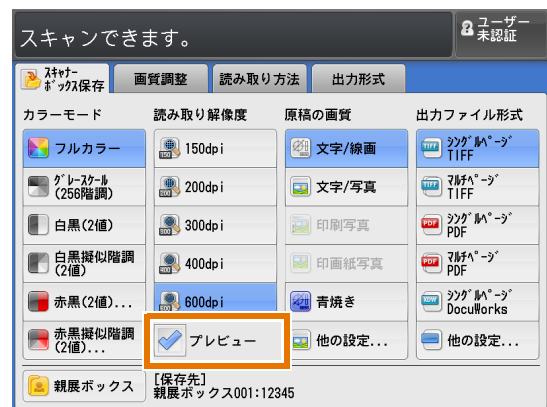 スキャンできます。
ユーザー
未認証
スキャナー
ボックス保存
画質調整
読み取り方法
出力形式
カラーモード
フルカラー
グレースケール
(256階調)
白黒(2値)
白黒擬似階調
(2値)
赤黒(2値)...
赤黒擬似階調
(2値)...
読み取り解像度
150dpi
200dpi
300dpi
400dpi
600dpi
プレビュー
原稿の画質
文字/線画
文字/写真
印刷写真
印画紙写真
青焼き
他の設定...
出力ファイル形式
シングルページ
TIFF
マルチページ
TIFF
シングルページ
PDF
マルチページ
PDF
シングルページ
DocuWorks
他の設定...
親展ボックス
[保存先]
親展ボックス001:12345